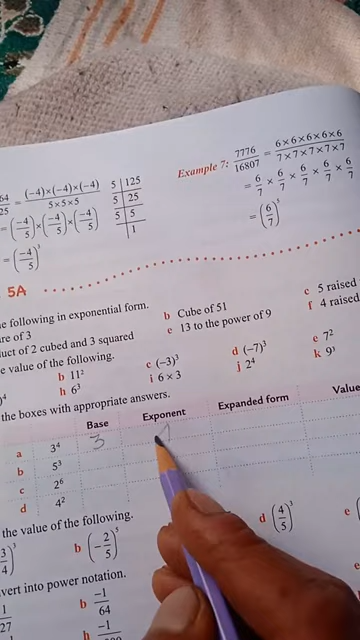 64/25 = (-4)×(-4)×(-4)/5×5×5
5 | 125
5 | 25
5 | 5
1
= (-4/5) × (-4/5) × (-4/5)
= (-4/5)³
Example 7: 7776/16807 = 6×6×6×6×6/7×7×7×7×7
= 6/7 × 6/7 × 6/7 × 6/7 × 6/7
= (6/7)⁵
5A
he following in exponential form.
are of 3 b Cube of 51 c 5 raised
duct of 2 cubed and 3 squared e 13 to the power of 9 f 4 raised
e value of the following.
)⁴ b 11² c (-3)³ d (-7)³ e 7²
h 6³ i 6 × 3 j 2⁴ k 9³
the boxes with appropriate answers.
Base Exponent Expanded form Value
a 3⁴ 3
b 5³
c 2⁶
d 4²
the value of the following.
3/4)³ b (-2/5)⁵ d (4/5)³ e
vert into power notation.
1/27 b -1/64
h -1